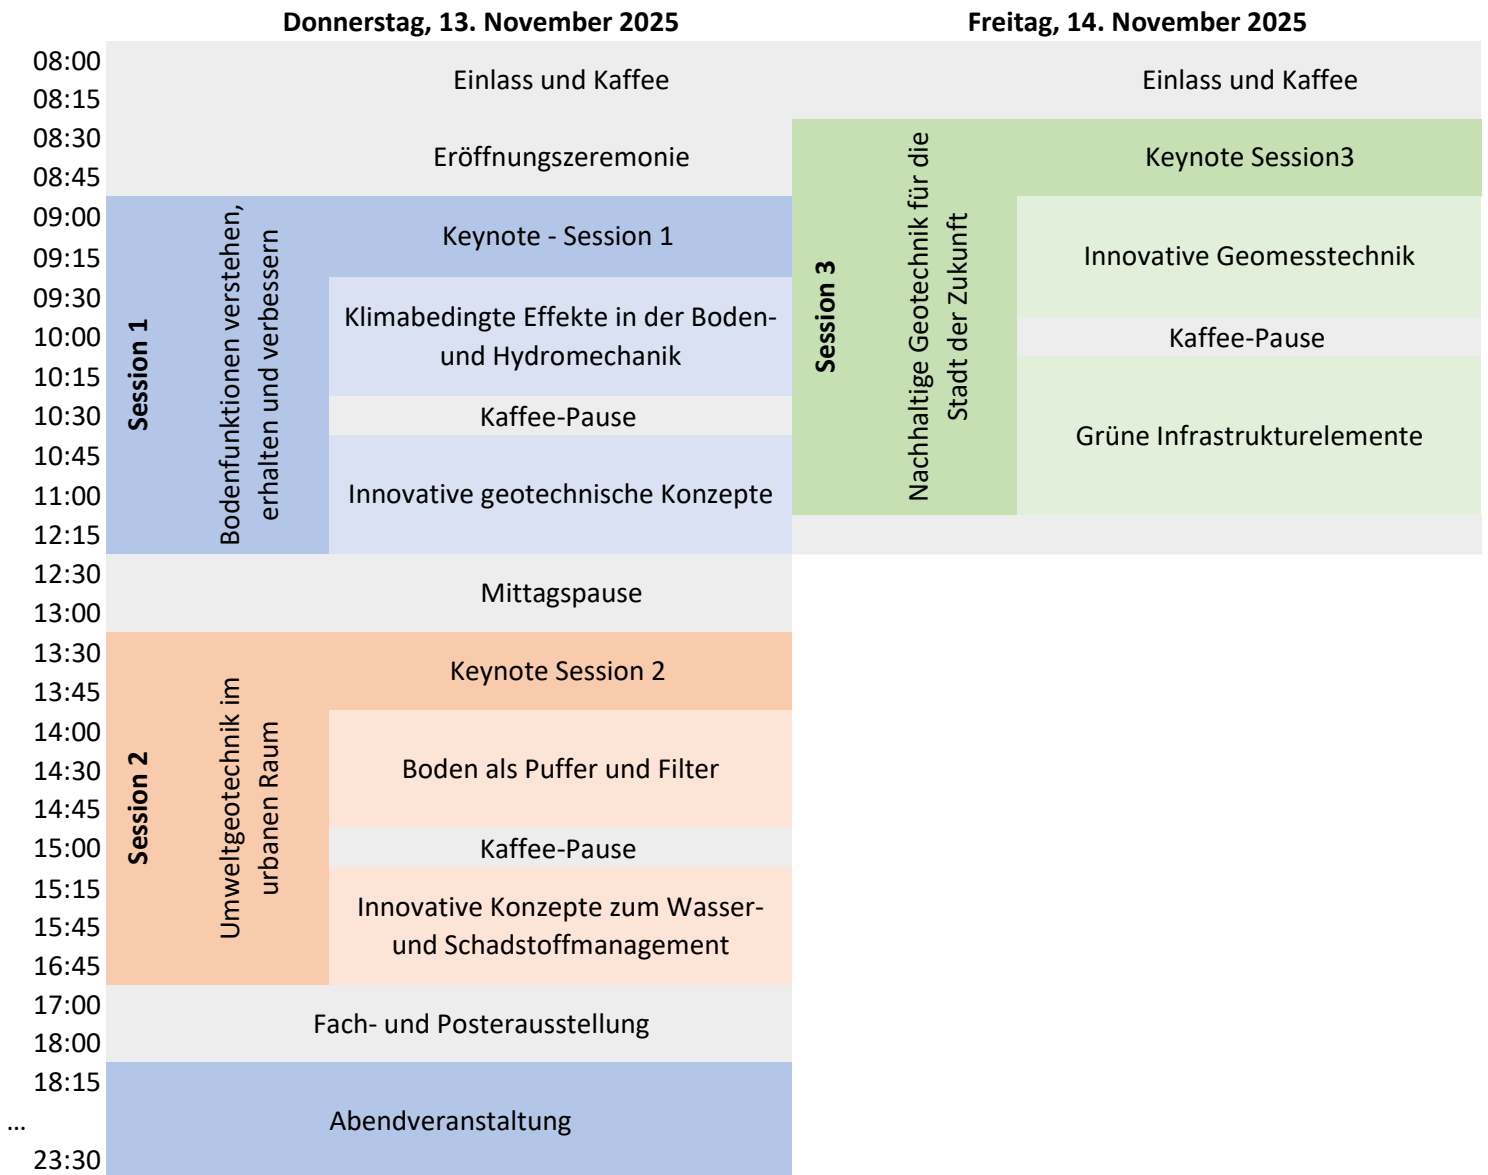 Donnerstag, 13. November 2025
Freitag, 14. November 2025
08:00
08:15
Einlass und Kaffee
Einlass und Kaffee
08:30
08:45
Eröffnungszeremonie
Keynote Session3
09:00
09:15
Keynote - Session 1
Innovative Geomesstechnik
Session 1
Bodenfunktionen verstehen,
erhalten und verbessern
Session 3
Nachhaltige Geotechnik für die
Stadt der Zukunft
09:30
10:00
10:15
Klimabedingte Effekte in der Boden-
und Hydromechanik
Kaffee-Pause
10:30
Kaffee-Pause
Grüne Infrastrukturelemente
10:45
11:00
12:15
Innovative geotechnische Konzepte
12:30
13:00
Mittagspause
13:30
13:45
Keynote Session 2
Session 2
Umweltgeotechnik im
urbanen Raum
14:00
14:30
14:45
Boden als Puffer und Filter
15:00
Kaffee-Pause
15:15
15:45
16:45
Innovative Konzepte zum Wasser-
und Schadstoffmanagement
17:00
18:00
Fach- und Posterausstellung
18:15
...
23:30
Abendveranstaltung